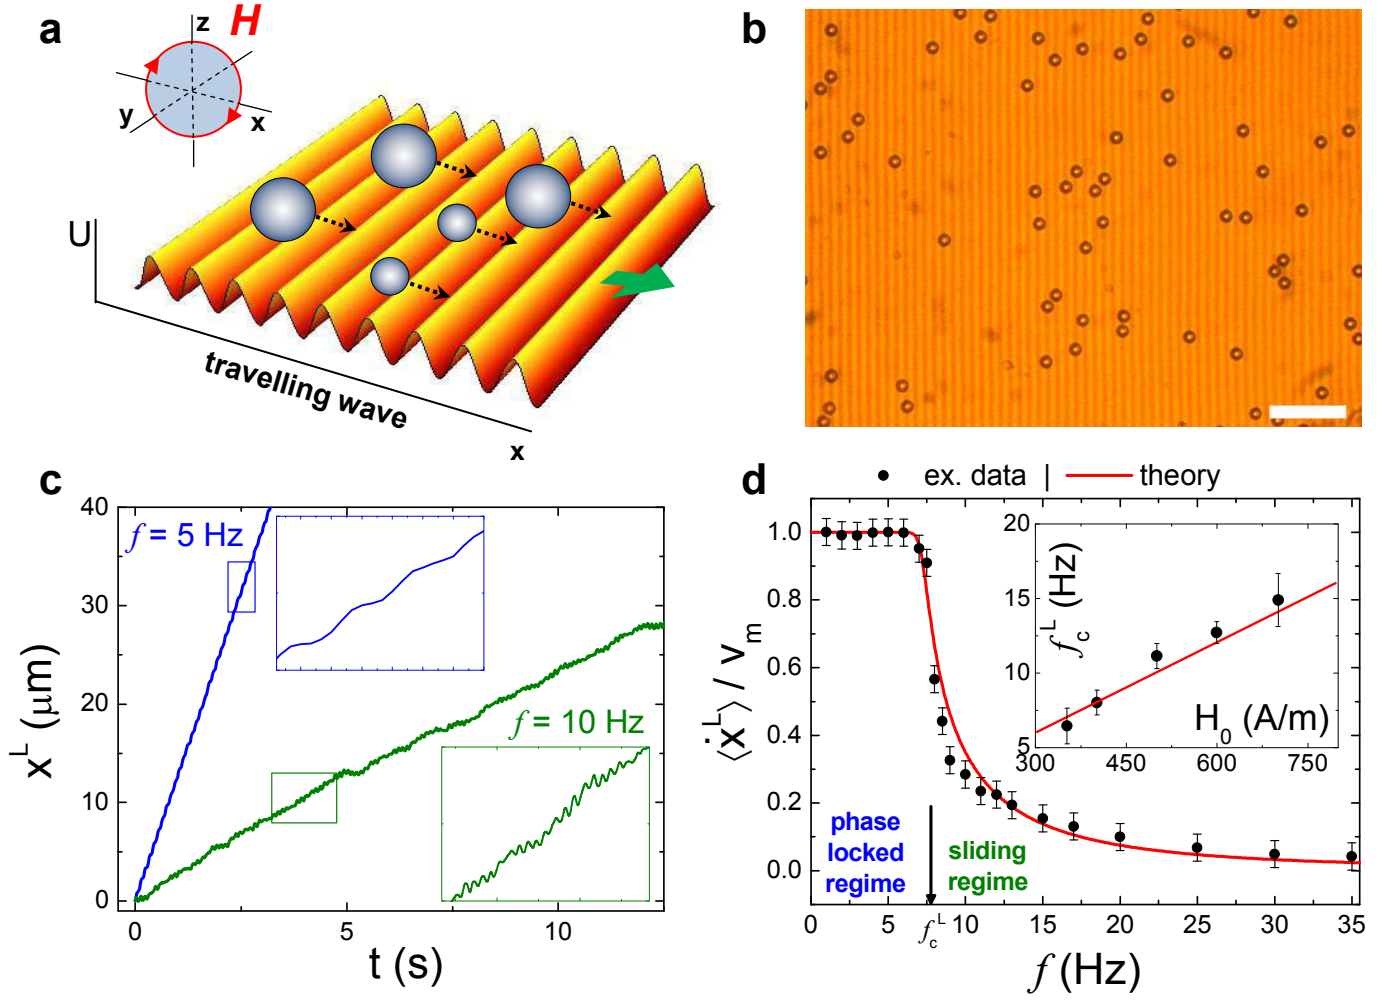 a
z
H
y
x
U
travelling wave
x
b
c
f = 5 Hz
f = 10 Hz
40
30
20
10
0
0
5
10
x^L (μm)
t (s)
d
ex. data | theory
1.0
0.8
0.6
0.4
0.2
0.0
⟨ẋ^L⟩ / v_m
20
15
10
5
300
450
600
750
f_c^L (Hz)
H_0 (A/m)
phase
locked
regime
sliding
regime
0
5
f_c^L
10
15
20
25
30
35
f (Hz)